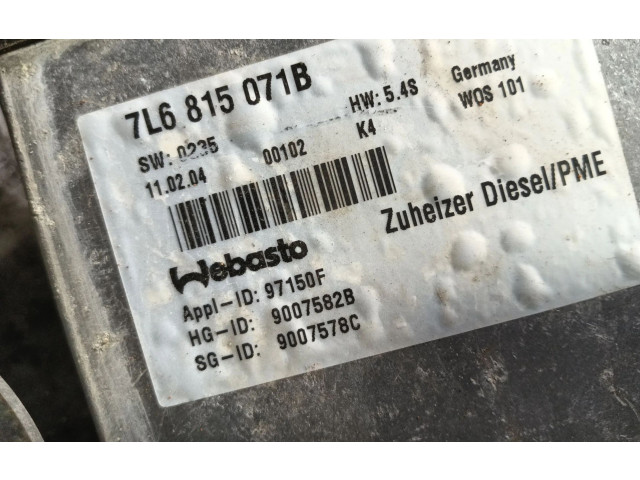 7L6 815 071B
HW: 5.4S
Germany
SW: 0235
00102
K4
WOS 101
11.02.04
Webasto
Zuheizer Diesel/PME
Appl-ID: 97150F
HG-ID: 9007582B
SG-ID: 9007578C